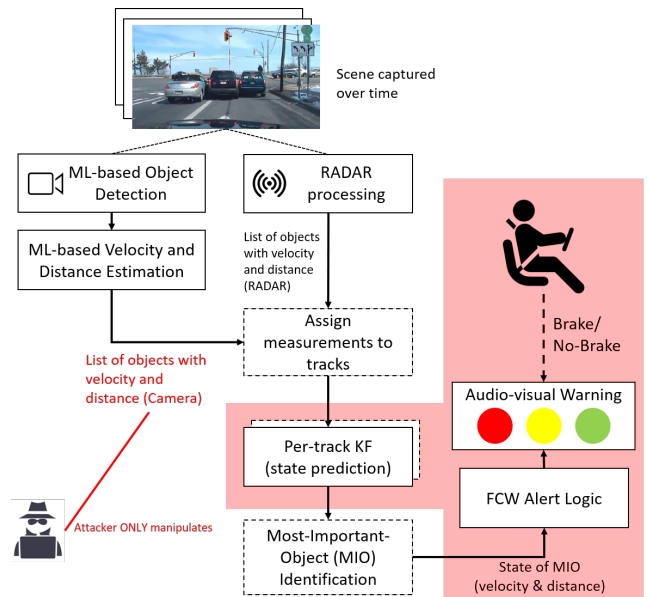 Scene captured
over time
ML-based Object
Detection
RADAR
processing
ML-based Velocity and
Distance Estimation
List of objects
with velocity
and distance
(RADAR)
Assign
measurements to
tracks
List of objects with
velocity and
distance (Camera)
Brake/
No-Brake
Audio-visual Warning
Per-track KF
(state prediction)
FCW Alert Logic
Attacker ONLY manipulates
Most-Important-
Object (MIO)
Identification
State of MIO
(velocity & distance)